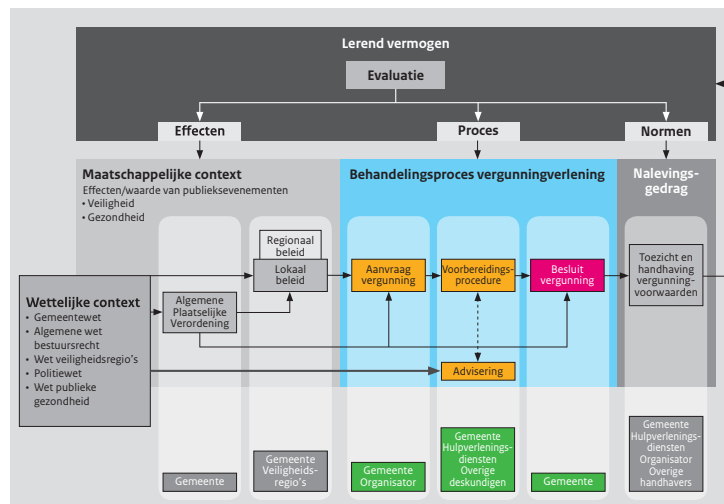 Lerend vermogen
Evaluatie
Effecten
Proces
Normen
Maatschappelijke context
Effecten/waarde van publieksevenementen
• Veiligheid
• Gezondheid
Behandelingsproces vergunningverlening
Nalevings-
gedrag
Regionaal
beleid
Lokaal
beleid
Aanvraag
vergunning
Voorbereidings-
procedure
Besluit
vergunning
Toezicht en
handhaving
vergunning-
voorwaarden
Wettelijke context
• Gemeentewet
• Algemene wet
bestuursrecht
• Wet veiligheidsregio's
• Politiewet
• Wet publieke
gezondheid
Algemene
Plaatselijke
Verordening
Advisering
Gemeente
Gemeente
Veiligheids-
regio's
Gemeente
Organisator
Gemeente
Hulpverlenings-
diensten
Overige
deskundigen
Gemeente
Gemeente
Hulpverlenings-
diensten
Organisator
Overige
handhavers